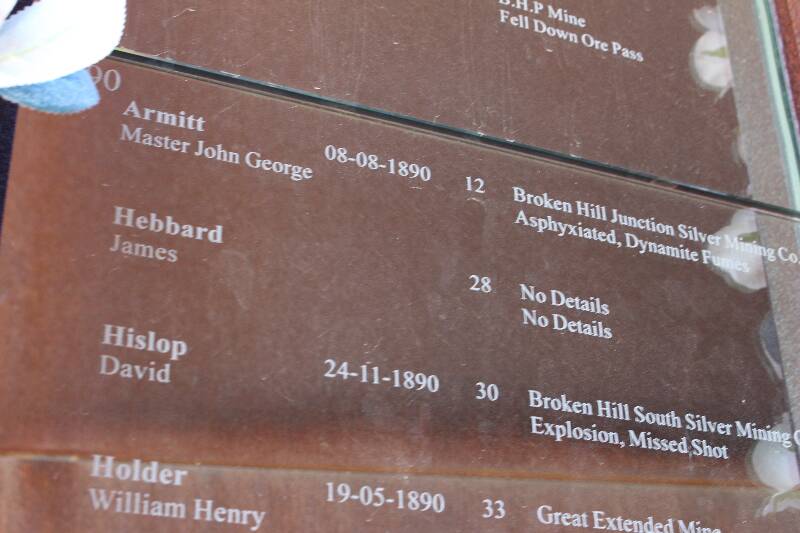 B.H.P Mine
Fell Down Ore Pass
90
Armitt
Master John George 08-08-1890 12 Broken Hill Junction Silver Mining Co.
Asphyxiated, Dynamite Fumes
Hebbard
James 28 No Details
No Details
Hislop
David 24-11-1890 30 Broken Hill South Silver Mining
Explosion, Missed Shot
Holder
William Henry 19-05-1890 33 Great Extended Mine